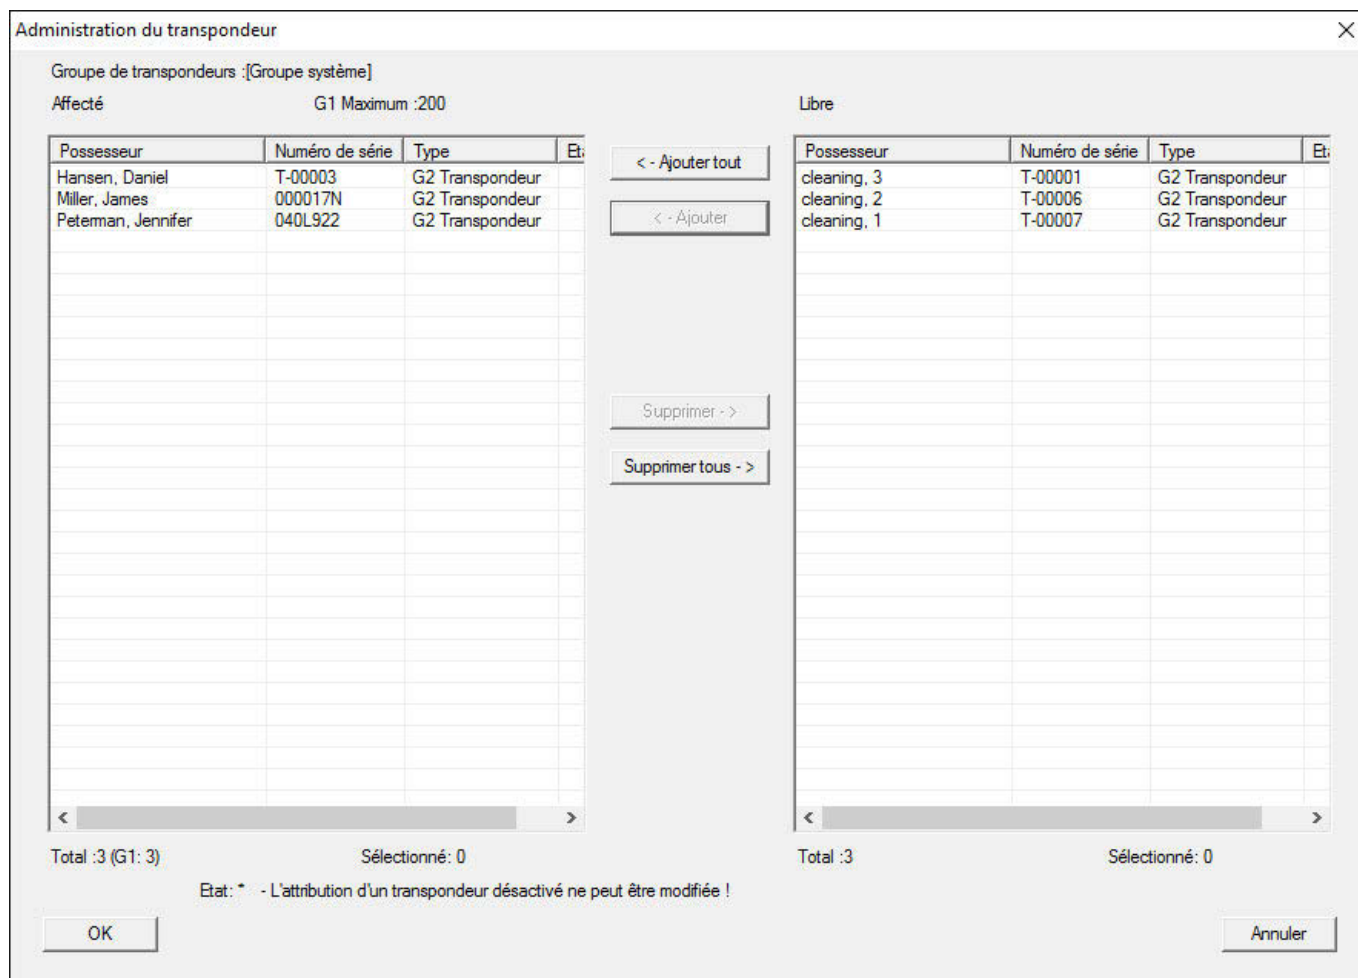 Administration du transpondeur
Groupe de transpondeurs :[Groupe système]
Affecté G1 Maximum :200 Libre
Possesseur Numéro de série Type Et Possesseur Numéro de série Type Et
< - Ajouter tout
Hansen, Daniel T-00003 G2 Transpondeur cleaning, 3 T-00001 G2 Transpondeur
Miller, James 000017N G2 Transpondeur cleaning, 2 T-00006 G2 Transpondeur
Peterman, Jennifer 040L922 G2 Transpondeur < - Ajouter cleaning, 1 T-00007 G2 Transpondeur
Supprimer - >
Supprimer tous - >
Total :3 (G1: 3) Sélectionné: 0 Total :3 Sélectionné: 0
Etat: * - L'attribution d'un transpondeur désactivé ne peut être modifiée !
OK Annuler